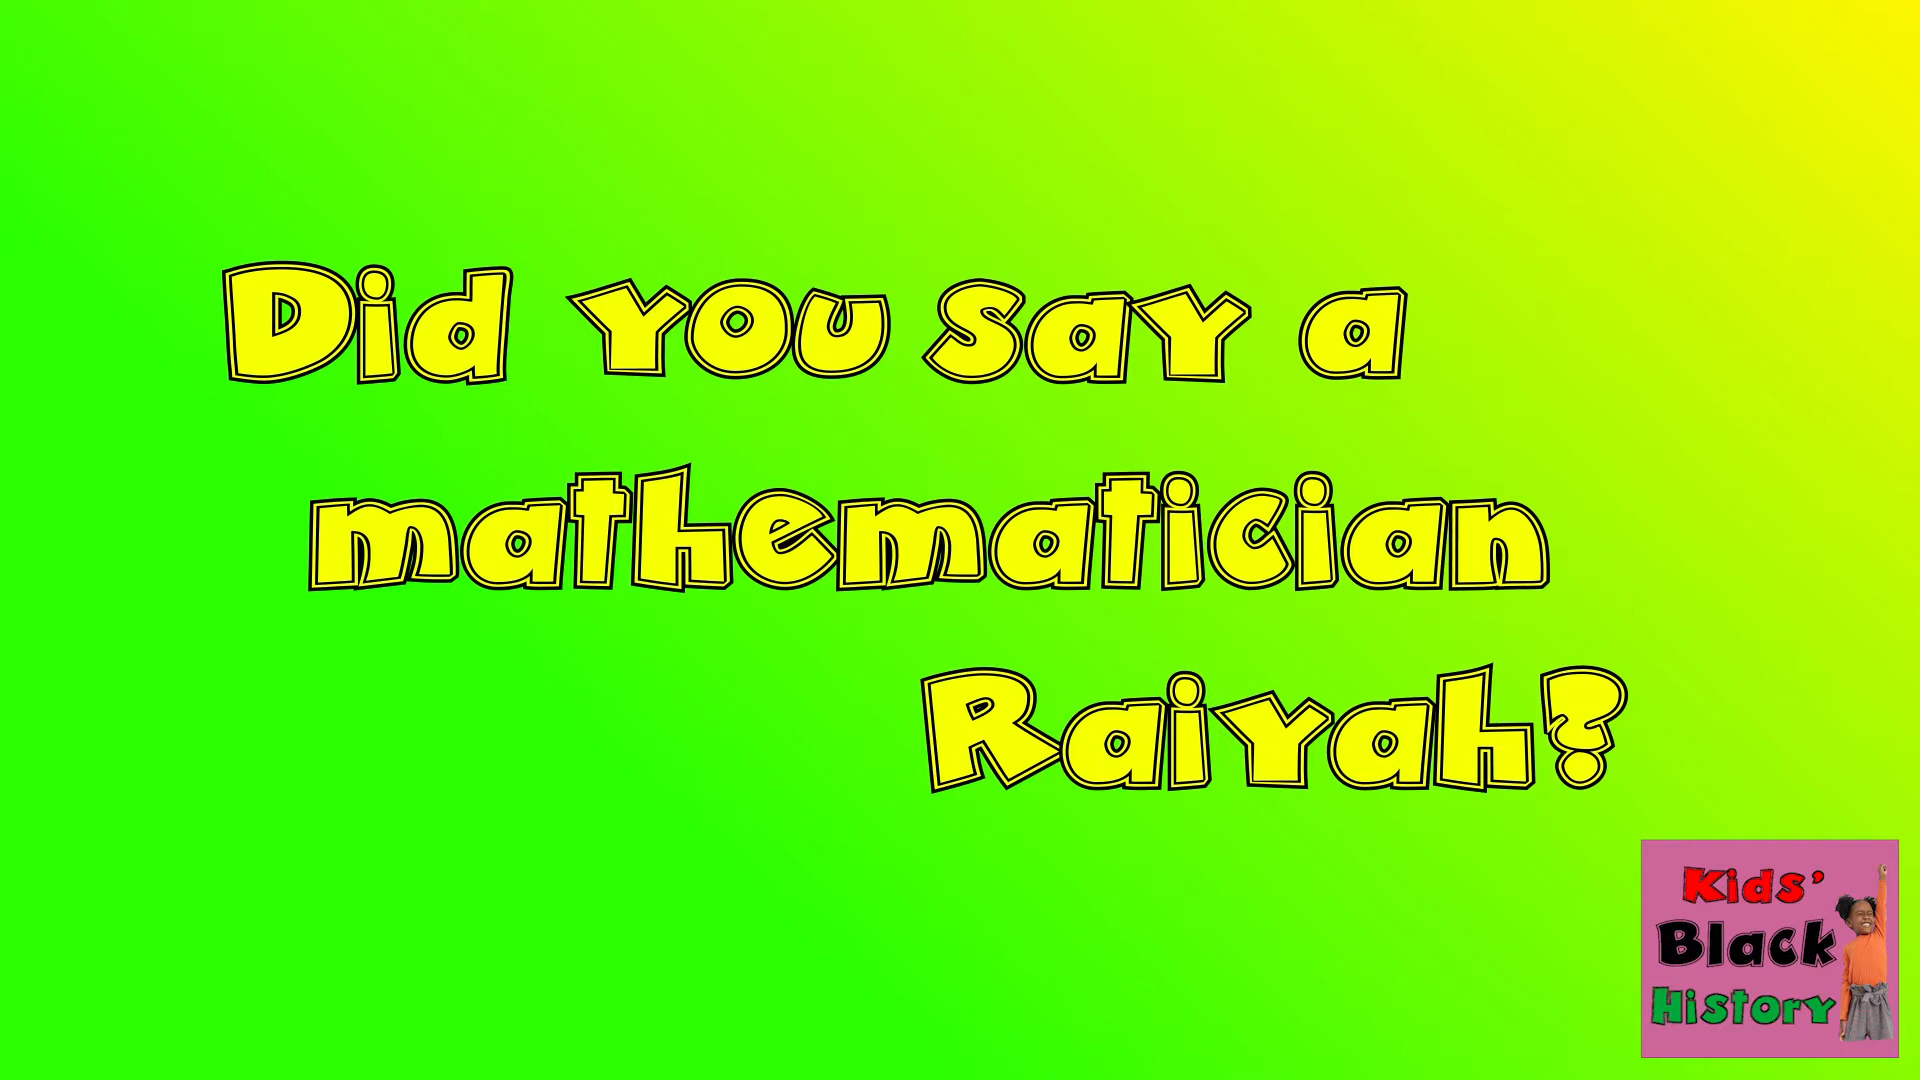 Did you say a
mathematician
Raiyah?
Kids'
Black
History